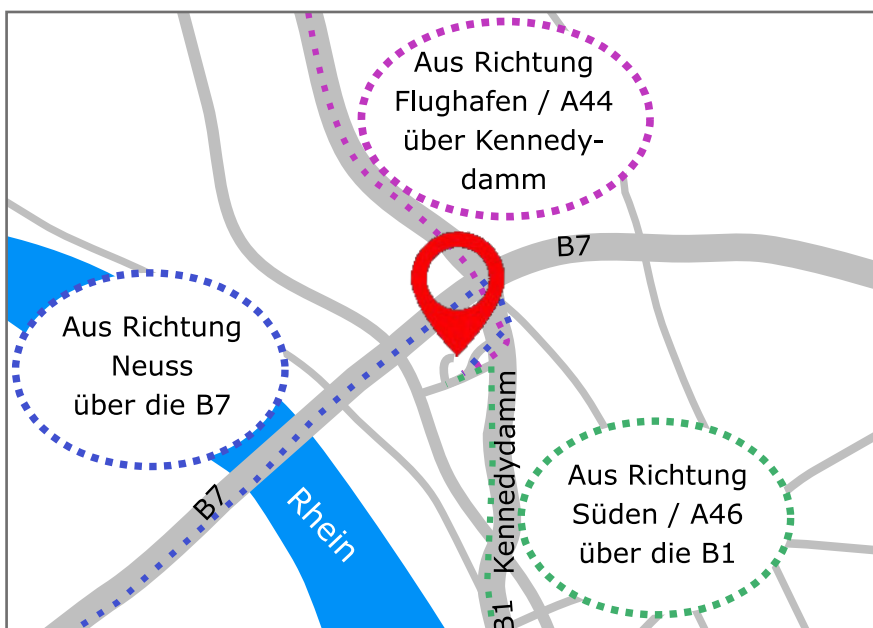 Aus Richtung
Flughafen / A44
über Kennedy-
damm
B7
Aus Richtung
Neuss
über die B7
B7
Rhein
Kennedydamm
Aus Richtung
Süden / A46
über die B1
B1